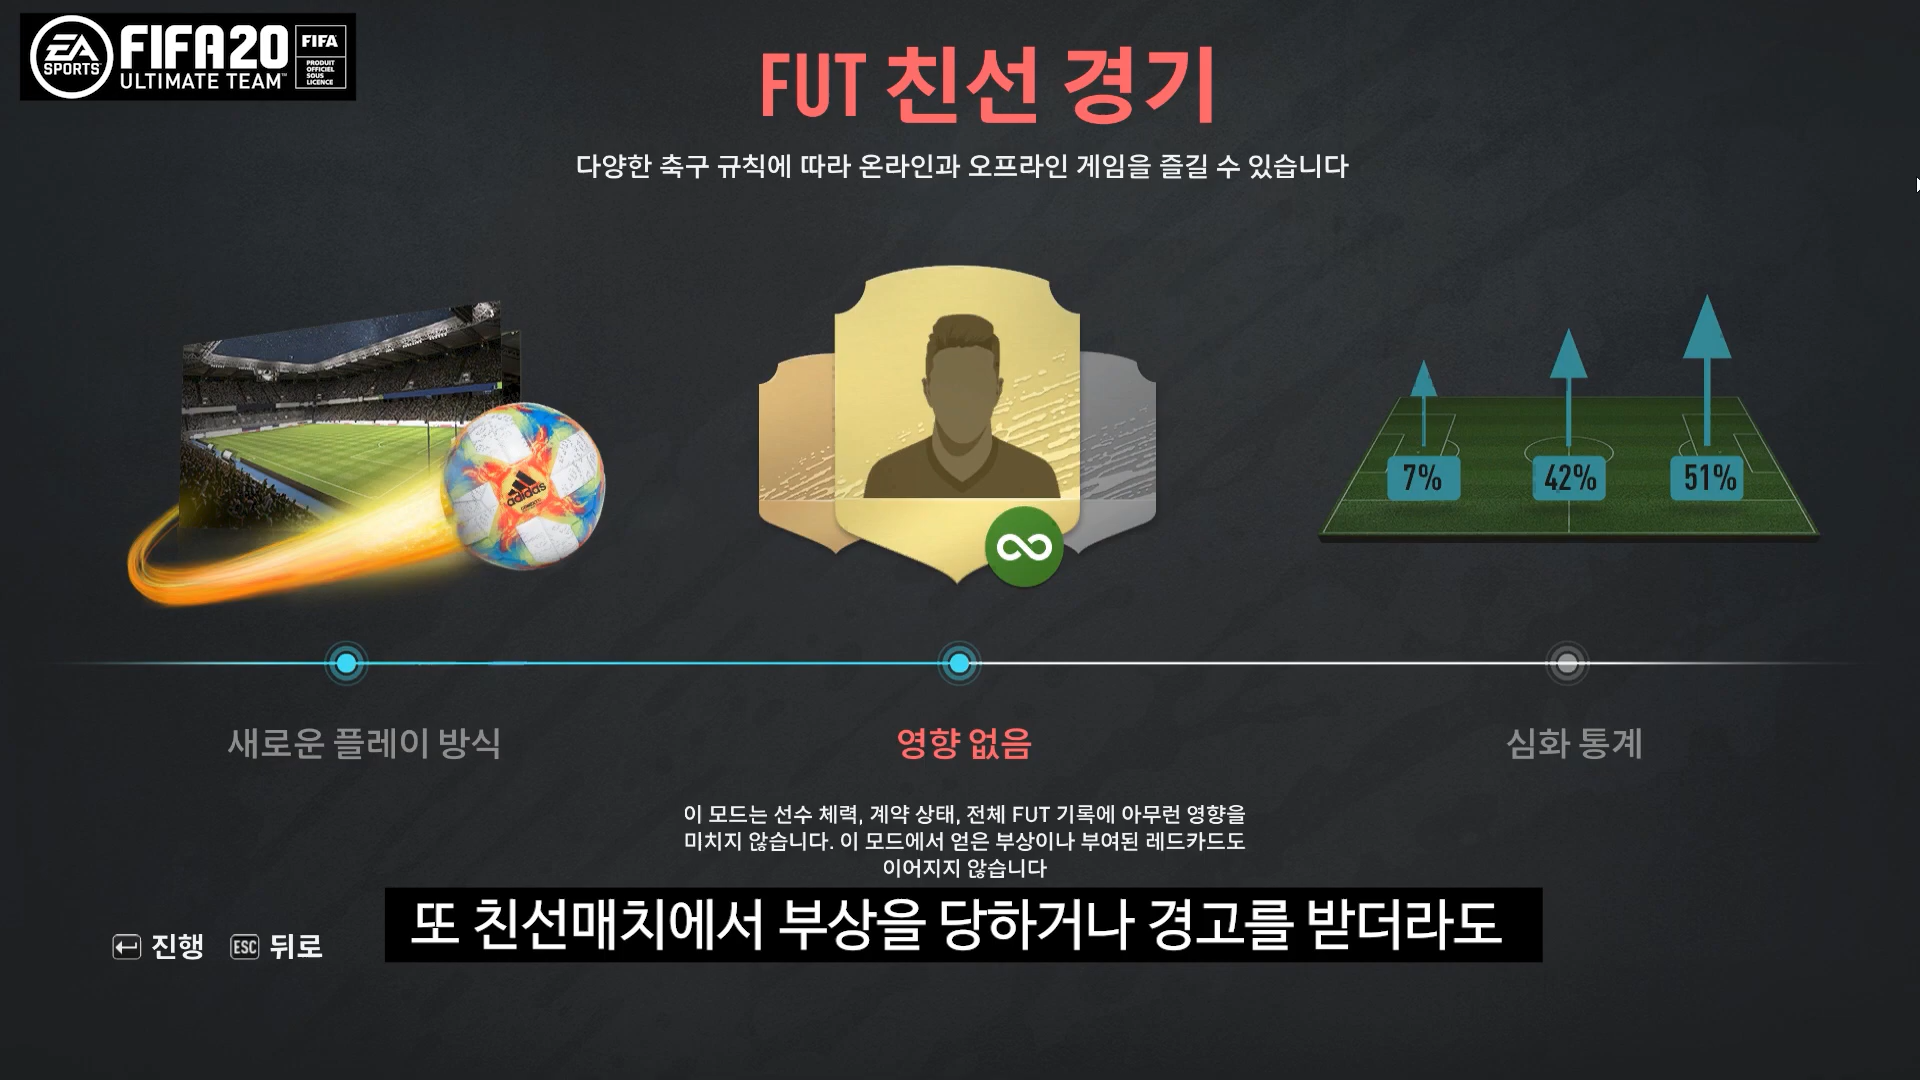 EA SPORTS
FIFA20
ULTIMATE TEAM™
FIFA
PRODUIT
OFFICIEL
SOUS
LICENCE
FUT 친선 경기
다양한 축구 규칙에 따라 온라인과 오프라인 게임을 즐길 수 있습니다
adidas
7%
42%
51%
새로운 플레이 방식
영향 없음
심화 통계
이 모드는 선수 체력, 계약 상태, 전체 FUT 기록에 아무런 영향을
미치지 않습니다. 이 모드에서 얻은 부상이나 부여된 레드카드도
이어지지 않습니다
또 친선매치에서 부상을 당하거나 경고를 받더라도
진행
ESC 뒤로